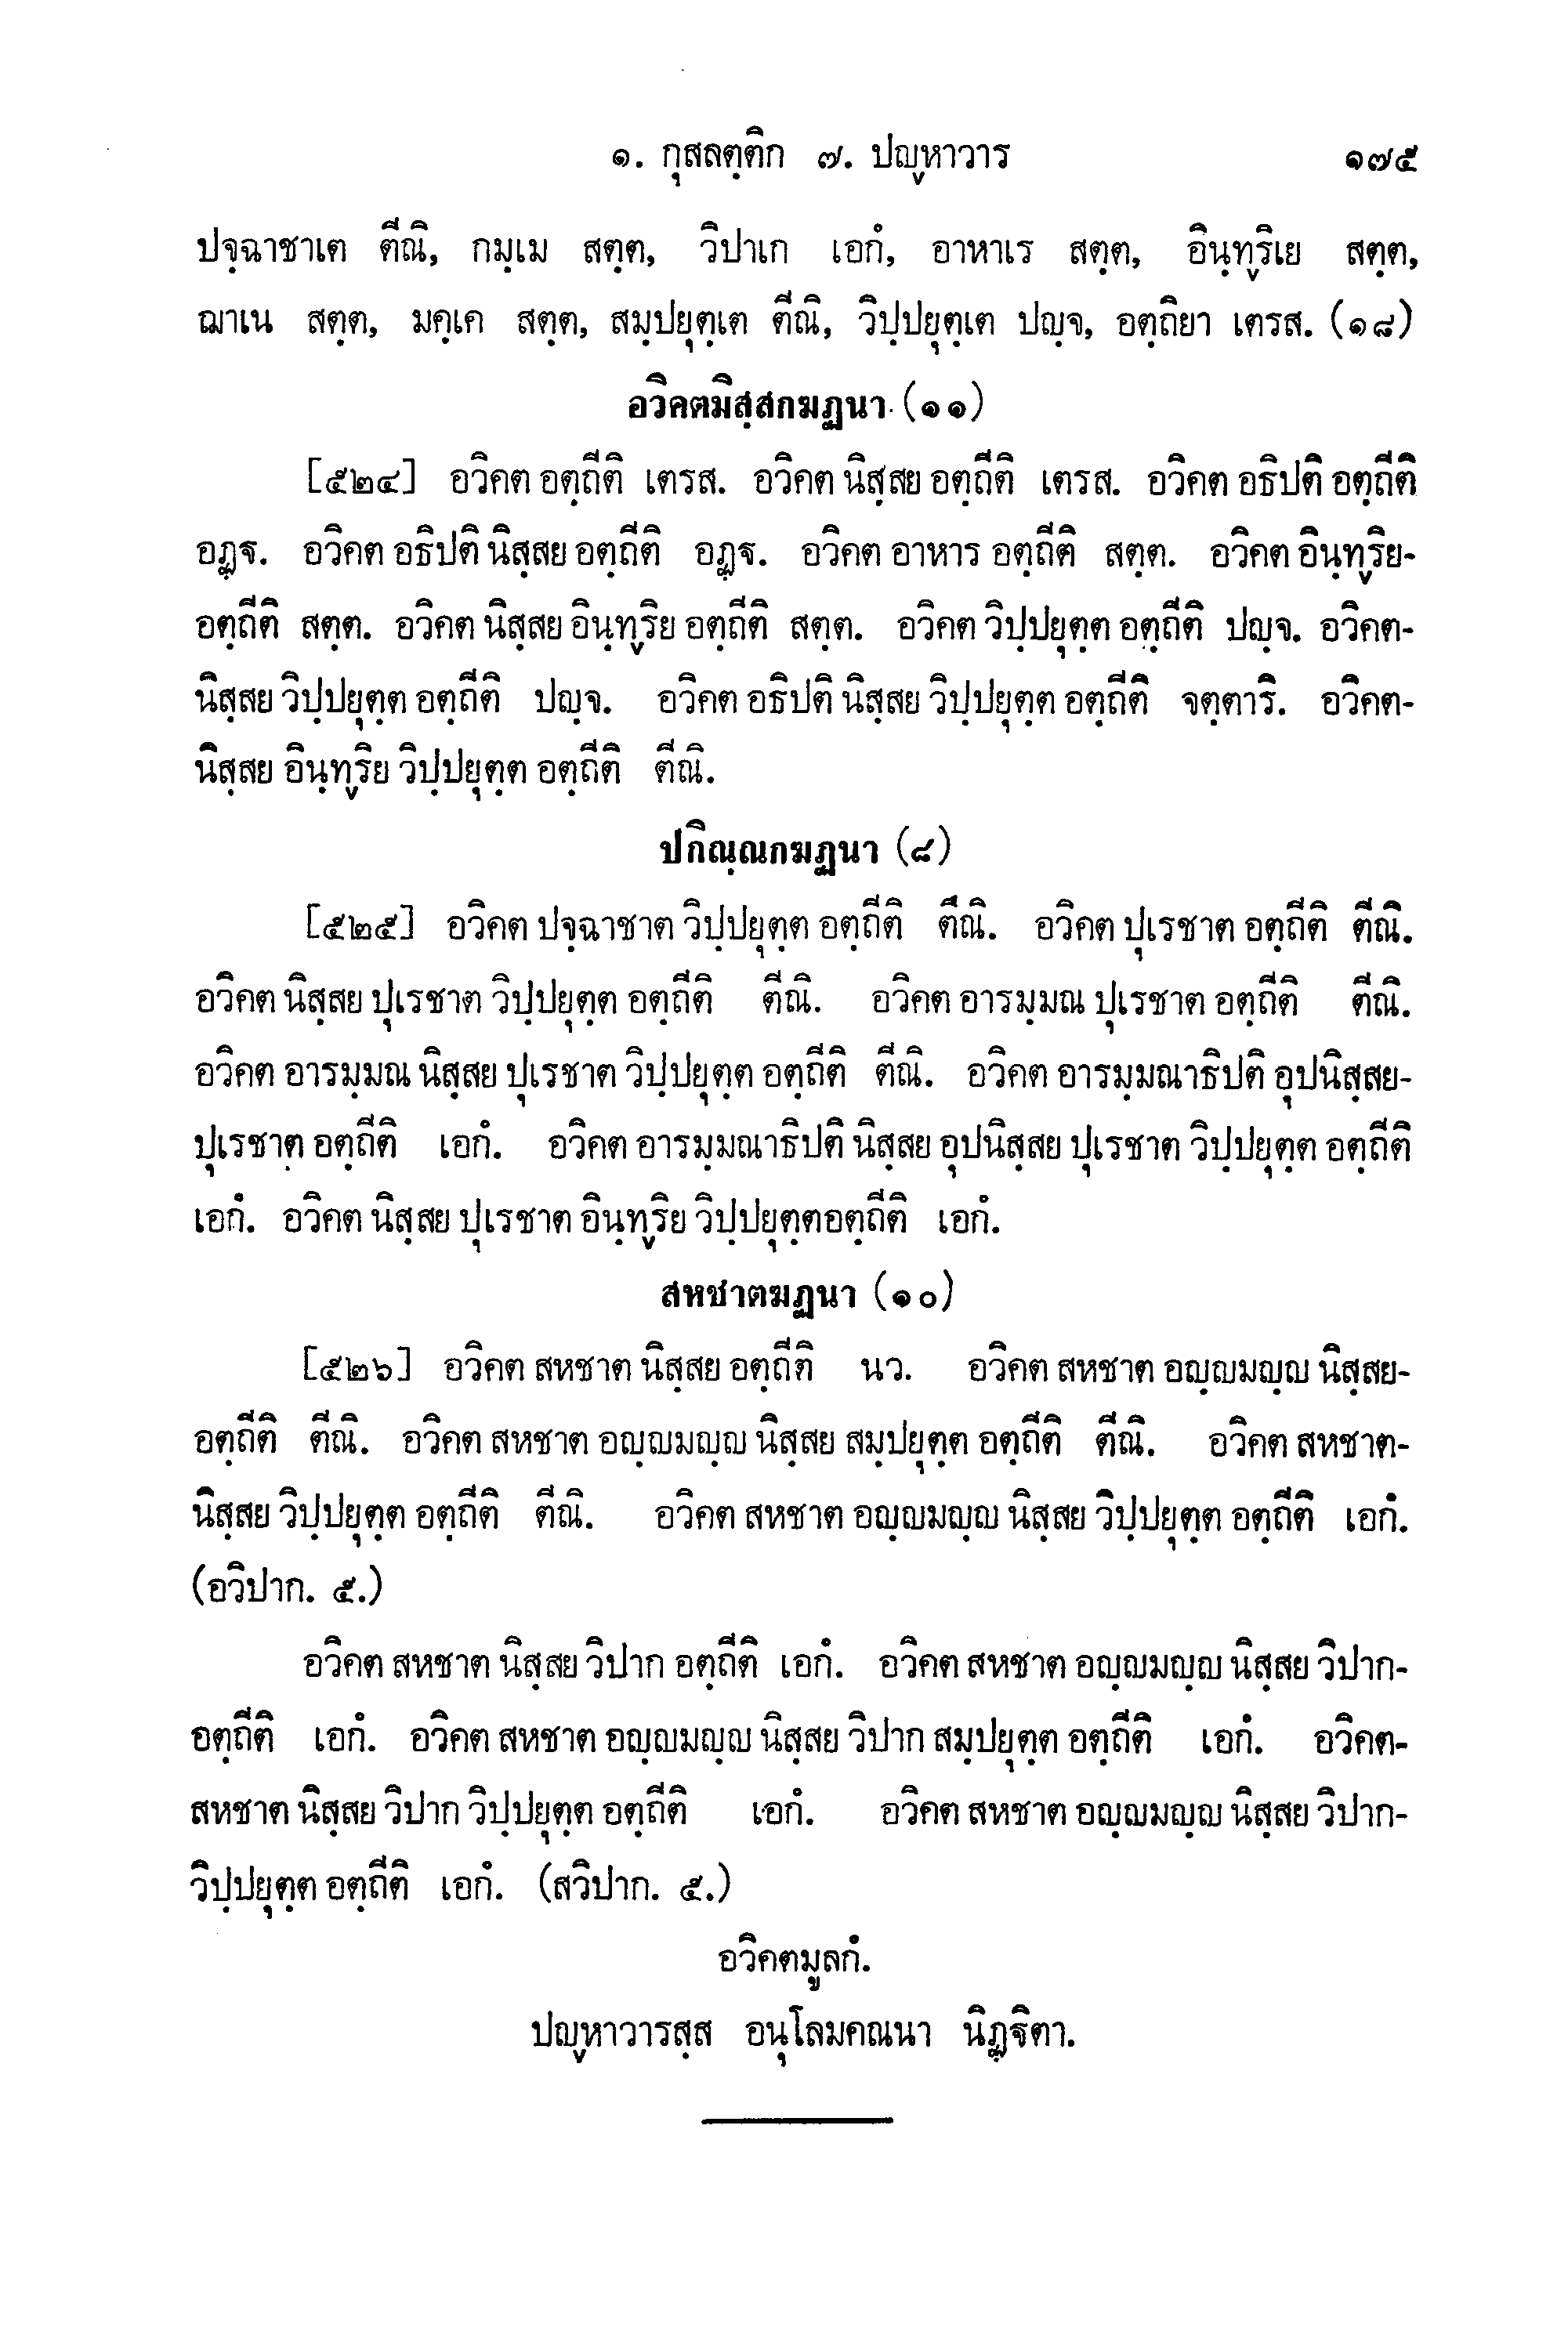 ๑. กุสลตฺติก ๗. ปญฺหาวาร ๑๗๕
ปจฺฉาชาเต ตีณิ, กมฺเม สตฺต, วิปาเก เอกํ, อาหาเร สตฺต, อินฺทฺริเย สตฺต,
ฌาเน สตฺต, มคฺเค สตฺต, สมฺปยุตฺเต ตีณิ, วิปฺปยุตฺเต ปญฺจ, อตฺถิยา เตรส. (๑๘)
อวิคตมิสฺสกฆฏนา (๑๑)
[๕๒๔] อวิคต อตฺถีติ เตรส. อวิคต นิสฺสย อตฺถีติ เตรส. อวิคต อธิปติ อตฺถีติ
อฏฺฐ. อวิคต อธิปติ นิสฺสย อตฺถีติ อฏฺฐ. อวิคต อาหาร อตฺถีติ สตฺต. อวิคต อินฺทฺริย-
อตฺถีติ สตฺต. อวิคต นิสฺสย อินฺทฺริย อตฺถีติ สตฺต. อวิคต วิปฺปยุตฺต อตฺถีติ ปญฺจ. อวิคต-
นิสฺสย วิปฺปยุตฺต อตฺถีติ ปญฺจ. อวิคต อธิปติ นิสฺสย วิปฺปยุตฺต อตฺถีติ จตฺตาริ. อวิคต-
นิสฺสย อินฺทฺริย วิปฺปยุตฺต อตฺถีติ ตีณิ.
ปกิณฺณกฆฏนา (๘)
[๕๒๕] อวิคต ปจฺฉาชาต วิปฺปยุตฺต อตฺถีติ ตีณิ. อวิคต ปุเรชาต อตฺถีติ ตีณิ.
อวิคต นิสฺสย ปุเรชาต วิปฺปยุตฺต อตฺถีติ ตีณิ. อวิคต อารมฺมณ ปุเรชาต อตฺถีติ ตีณิ.
อวิคต อารมฺมณ นิสฺสย ปุเรชาต วิปฺปยุตฺต อตฺถีติ ตีณิ. อวิคต อารมฺมณาธิปติ อุปนิสฺสย-
ปุเรชาต อตฺถีติ เอกํ. อวิคต อารมฺมณาธิปติ นิสฺสย อุปนิสฺสย ปุเรชาต วิปฺปยุตฺต อตฺถีติ
เอกํ. อวิคต นิสฺสย ปุเรชาต อินฺทฺริย วิปฺปยุตฺตอตฺถีติ เอกํ.
สหชาตฆฏนา (๑๐)
[๕๒๖] อวิคต สหชาต นิสฺสย อตฺถีติ นว. อวิคต สหชาต อญฺญมญฺญ นิสฺสย-
อตฺถีติ ตีณิ. อวิคต สหชาต อญฺญมญฺญ นิสฺสย สมฺปยุตฺต อตฺถีติ ตีณิ. อวิคต สหชาต-
นิสฺสย วิปฺปยุตฺต อตฺถีติ ตีณิ. อวิคต สหชาต อญฺญมญฺญ นิสฺสย วิปฺปยุตฺต อตฺถีติ เอกํ.
(อวิปาก. ๕.)
อวิคต สหชาต นิสฺสย วิปาก อตฺถีติ เอกํ. อวิคต สหชาต อญฺญมญฺญ นิสฺสย วิปาก-
อตฺถีติ เอกํ. อวิคต สหชาต อญฺญมญฺญ นิสฺสย วิปาก สมฺปยุตฺต อตฺถีติ เอกํ. อวิคต-
สหชาต นิสฺสย วิปาก วิปฺปยุตฺต อตฺถีติ เอกํ. อวิคต สหชาต อญฺญมญฺญ นิสฺสย วิปาก-
วิปฺปยุตฺต อตฺถีติ เอกํ. (สวิปาก. ๕.)
อวิคตมูลกํ.
ปญฺหาวารสฺส อนุโลมคณนา นิฏฺฐิตา.